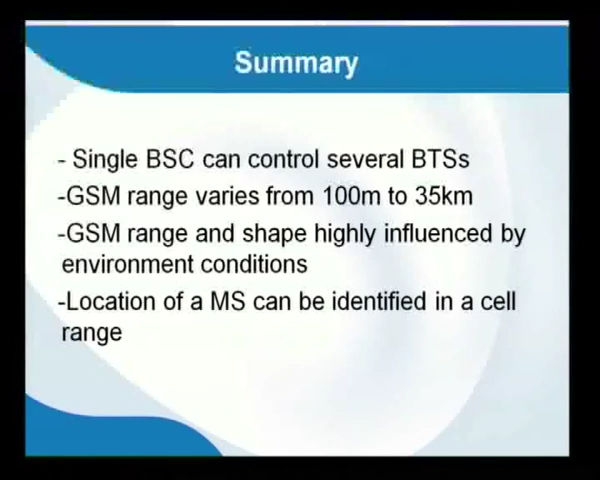 Summary
- Single BSC can control several BTSs
-GSM range varies from 100m to 35km
-GSM range and shape highly influenced by
environment conditions
-Location of a MS can be identified in a cell
range